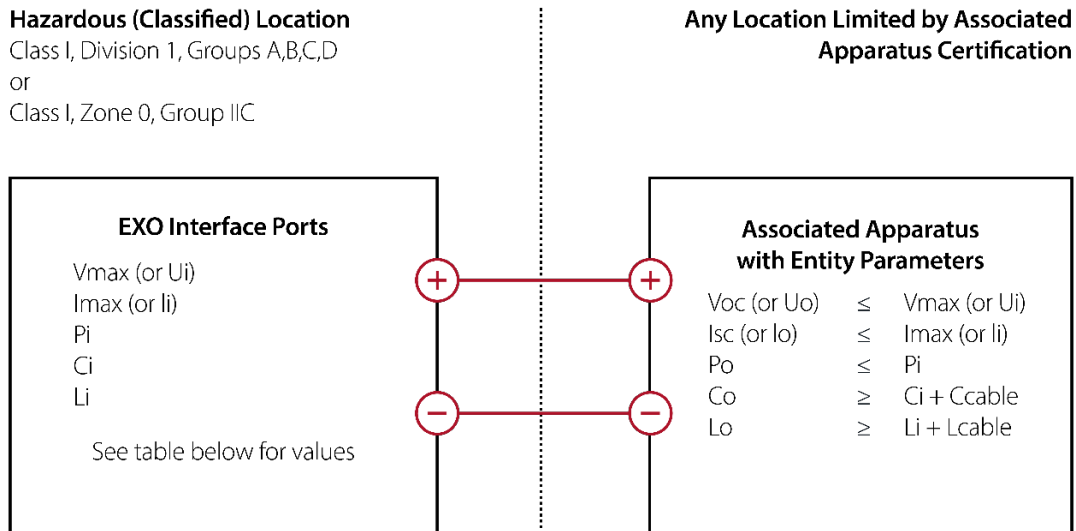 Hazardous (Classified) Location
Class I, Division 1, Groups A,B,C,D
or
Class I, Zone 0, Group IIC
Any Location Limited by Associated
Apparatus Certification
EXO Interface Ports
Vmax (or Ui)
Imax (or Ii)
Pi
Ci
Li
See table below for values
+
−
+
−
Associated Apparatus
with Entity Parameters
Voc (or Uo) ≤ Vmax (or Ui)
Isc (or Io) ≤ Imax (or Ii)
Po ≤ Pi
Co ≥ Ci + Ccable
Lo ≥ Li + Lcable